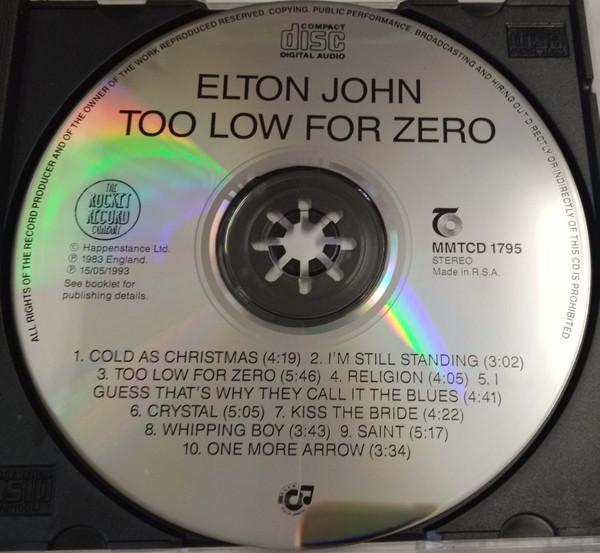 ALL RIGHTS OF THE RECORD PRODUCER AND OF THE OWNER OF THE WORK REPRODUCED RESERVED. COPYING, PUBLIC PERFORMANCE, BROADCASTING AND HIRING OUT DIRECTLY OR INDIRECTLY OF THIS CD IS PROHIBITED.
COMPACT
disc
DIGITAL AUDIO
ELTON JOHN
TOO LOW FOR ZERO
THE
ROCKET
RECORD
COMPANY
© Happenstance Ltd.
℗ 1983 England.
℗ 15/05/1993
See booklet for
publishing details.
MMTCD 1795
STEREO
Made in R.S.A.
1. COLD AS CHRISTMAS (4:19) 2. I'M STILL STANDING (3:02)
3. TOO LOW FOR ZERO (5:46) 4. RELIGION (4:05) 5. I
GUESS THAT'S WHY THEY CALL IT THE BLUES (4:41)
6. CRYSTAL (5:05) 7. KISS THE BRIDE (4:22)
8. WHIPPING BOY (3:43) 9. SAINT (5:17)
10. ONE MORE ARROW (3:34)